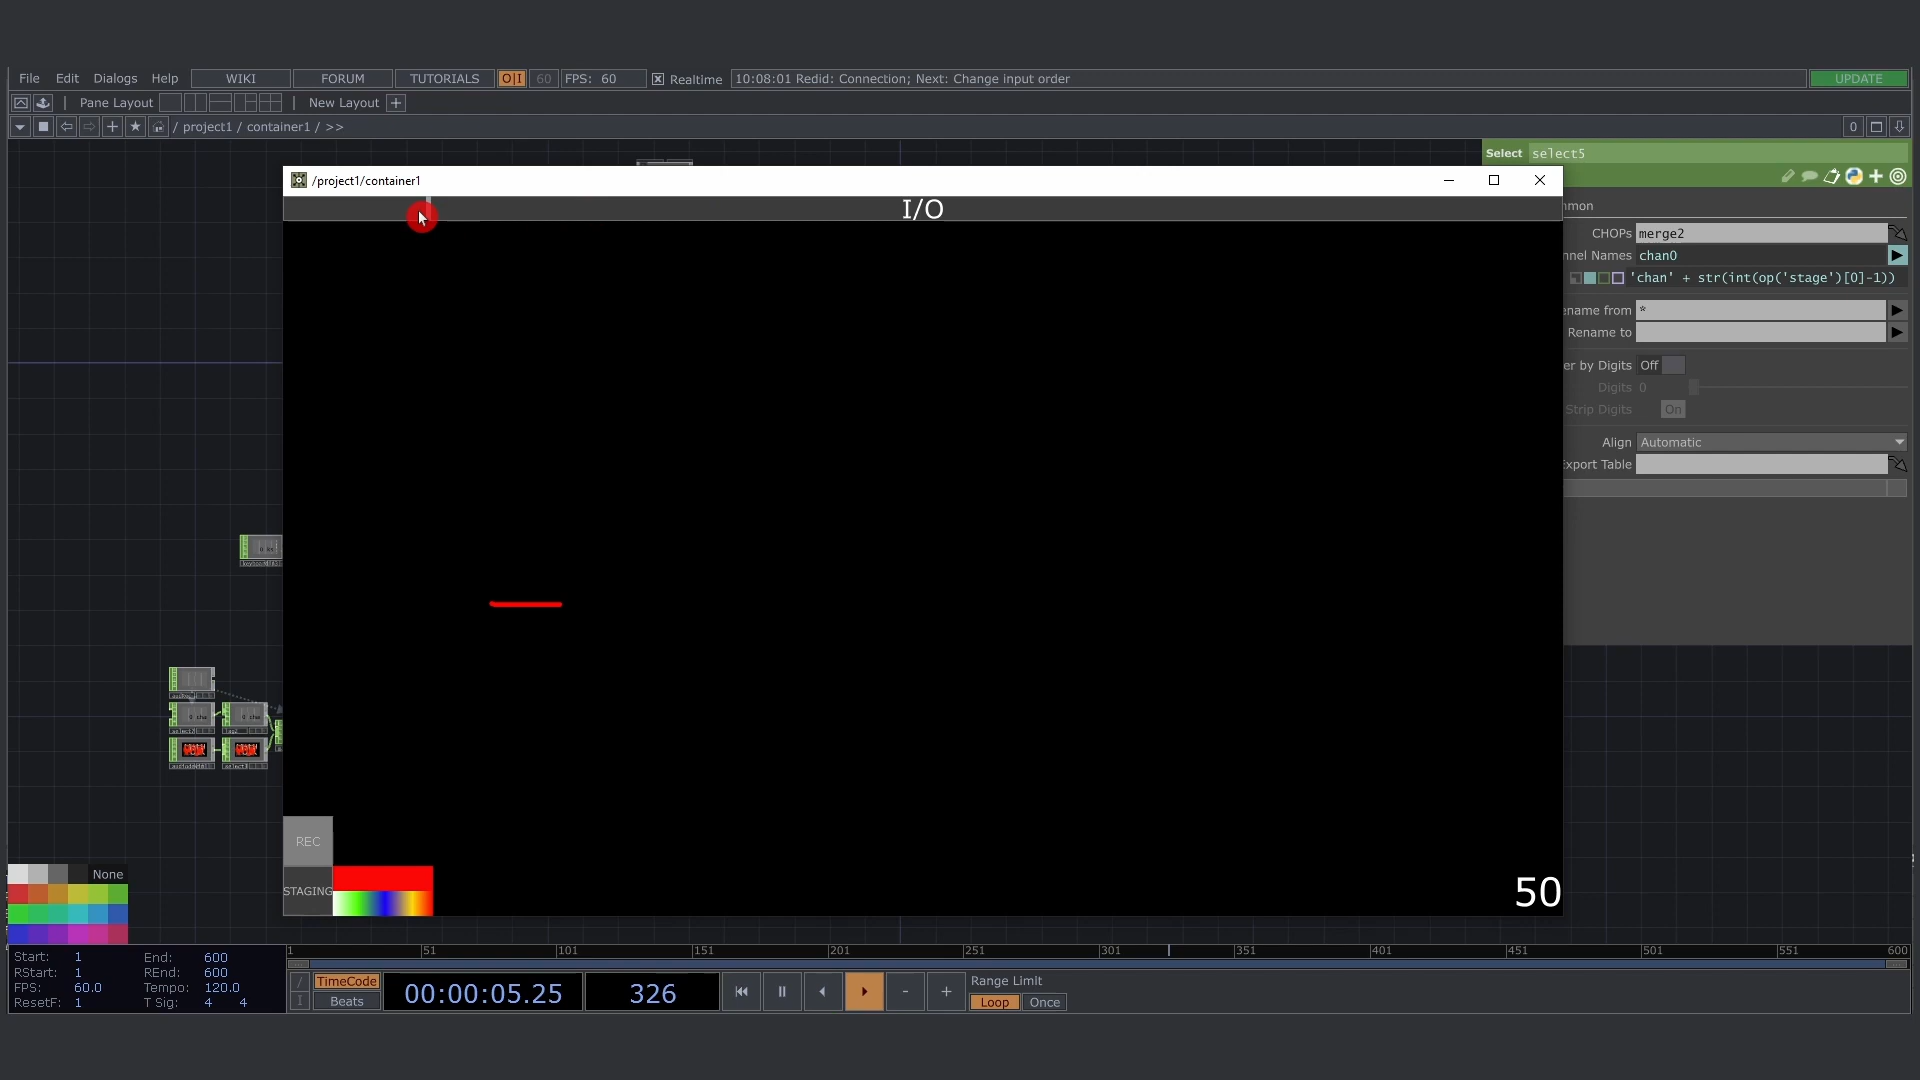 File Edit Dialogs Help WIKI FORUM TUTORIALS O|I 60 FPS: 60 Realtime 10:08:01 Redid: Connection; Next: Change input order UPDATE
Pane Layout New Layout +
/ project1 / container1 / >> 0
Select select5
/project1/container1
I/O
mmon
CHOPs merge2
nnel Names chan0
'chan' + str(int(op('stage')[0]-1))
ename from *
Rename to
er by Digits Off
Digits 0
Strip Digits On
Align Automatic
Export Table
REC
STAGING
50
None
1 51 101 151 201 251 301 351 401 451 501 551 600
Start: 1 End: 600
RStart: 1 REnd: 600
FPS: 60.0 Tempo: 120.0
ResetF: 1 T Sig: 4 4
TimeCode
Beats
00:00:05.25
326
Range Limit
Loop Once